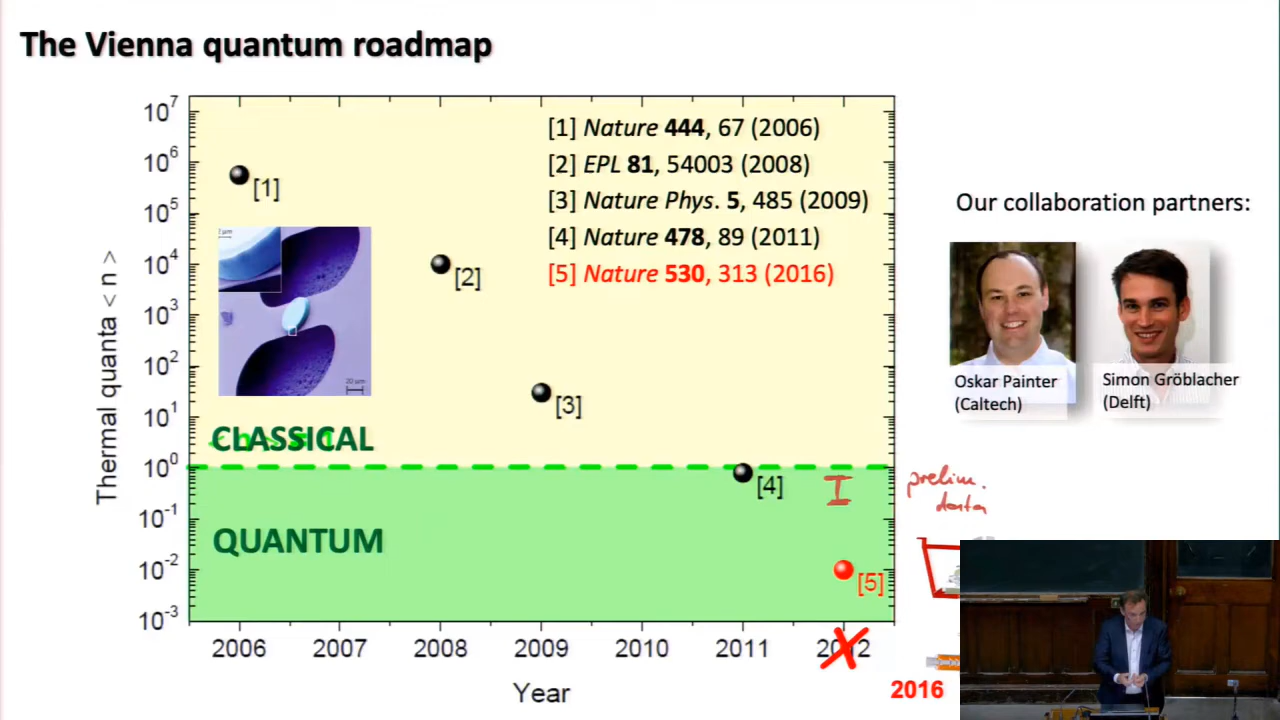 The Vienna quantum roadmap
Thermal quanta < n >
10^7
10^6
10^5
10^4
10^3
10^2
10^1
10^0
10^-1
10^-2
10^-3
[1] Nature 444, 67 (2006)
[2] EPL 81, 54003 (2008)
[3] Nature Phys. 5, 485 (2009)
[4] Nature 478, 89 (2011)
[5] Nature 530, 313 (2016)
[1]
[2]
[3]
[4]
[5]
20 µm
CLASSICAL
QUANTUM
I
prelim.
data
2006 2007 2008 2009 2010 2011 2012
Year
2016
Our collaboration partners:
Oskar Painter
(Caltech)
Simon Gröblacher
(Delft)